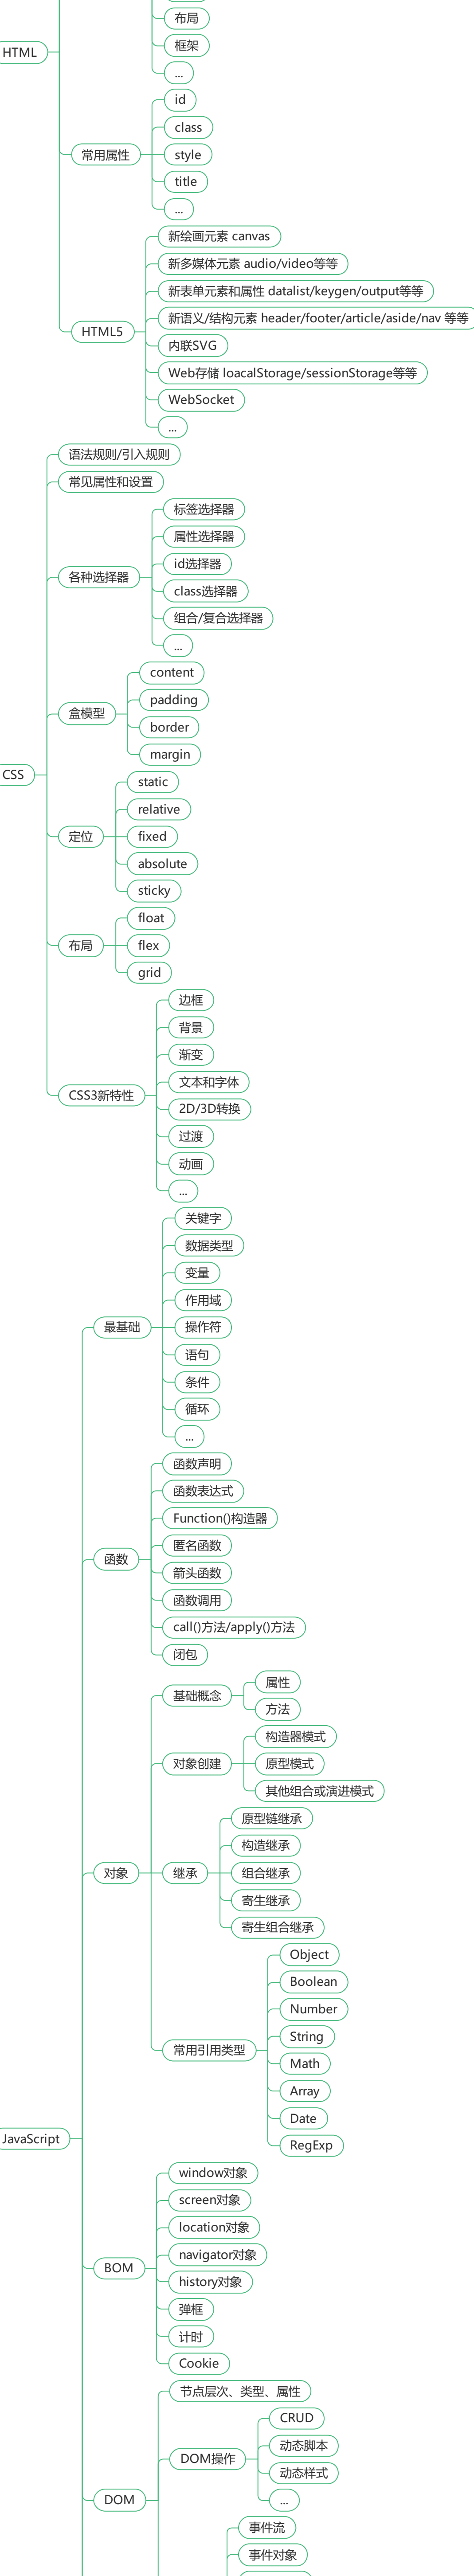 布局
HTML
框架
...
id
class
常用属性
style
title
...
新绘画元素 canvas
新多媒体元素 audio/video等等
新表单元素和属性 datalist/keygen/output等等
新语义/结构元素 header/footer/article/aside/nav 等等
HTML5
内联SVG
Web存储 loacalStorage/sessionStorage等等
WebSocket
...
语法规则/引入规则
常见属性和设置
标签选择器
属性选择器
id选择器
各种选择器
class选择器
组合/复合选择器
...
content
padding
盒模型
border
margin
CSS
static
relative
定位
fixed
absolute
sticky
float
布局
flex
grid
边框
背景
渐变
文本和字体
CSS3新特性
2D/3D转换
过渡
动画
...
关键字
数据类型
变量
作用域
最基础
操作符
语句
条件
循环
...
函数声明
函数表达式
Function()构造器
匿名函数
函数
箭头函数
函数调用
call()方法/apply()方法
闭包
属性
基础概念
方法
构造器模式
对象创建
原型模式
其他组合或演进模式
原型链继承
构造继承
对象
继承
组合继承
寄生继承
寄生组合继承
Object
Boolean
Number
String
常用引用类型
Math
Array
Date
RegExp
JavaScript
window对象
screen对象
location对象
navigator对象
BOM
history对象
弹框
计时
Cookie
节点层次、类型、属性
CRUD
动态脚本
DOM操作
动态样式
DOM
...
事件流
事件对象